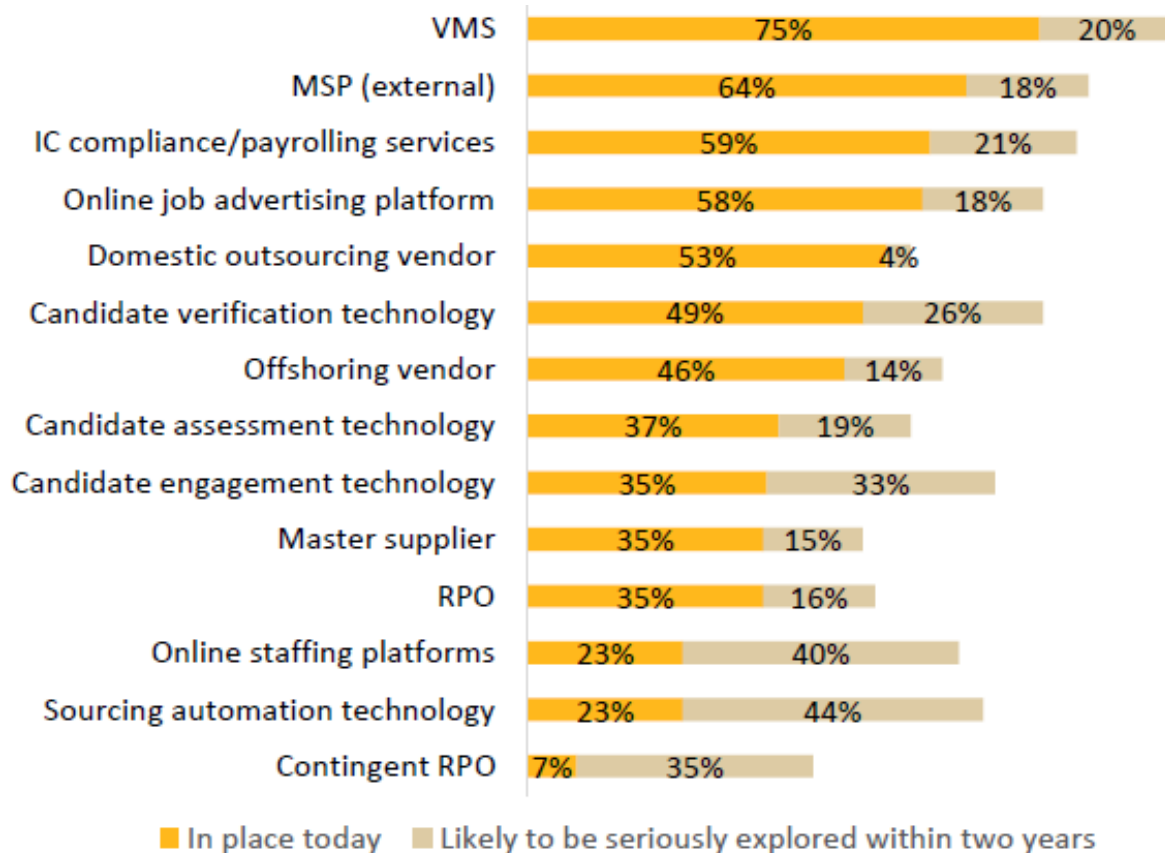 VMS 75% 20%
MSP (external) 64% 18%
IC compliance/payrolling services 59% 21%
Online job advertising platform 58% 18%
Domestic outsourcing vendor 53% 4%
Candidate verification technology 49% 26%
Offshoring vendor 46% 14%
Candidate assessment technology 37% 19%
Candidate engagement technology 35% 33%
Master supplier 35% 15%
RPO 35% 16%
Online staffing platforms 23% 40%
Sourcing automation technology 23% 44%
Contingent RPO 7% 35%
In place today Likely to be seriously explored within two years